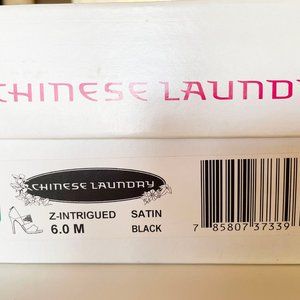 CHINESE LAUNDRY
CHINESE LAUNDRY
Z-INTRIGUED SATIN
6.0 M BLACK
7 85807 37339